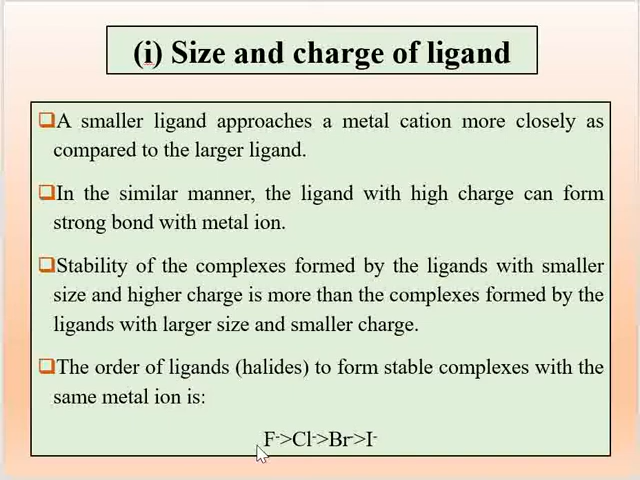 (i) Size and charge of ligand
❑A smaller ligand approaches a metal cation more closely as
compared to the larger ligand.
❑In the similar manner, the ligand with high charge can form
strong bond with metal ion.
❑Stability of the complexes formed by the ligands with smaller
size and higher charge is more than the complexes formed by the
ligands with larger size and smaller charge.
❑The order of ligands (halides) to form stable complexes with the
same metal ion is:
F⁻>Cl⁻>Br⁻>I⁻